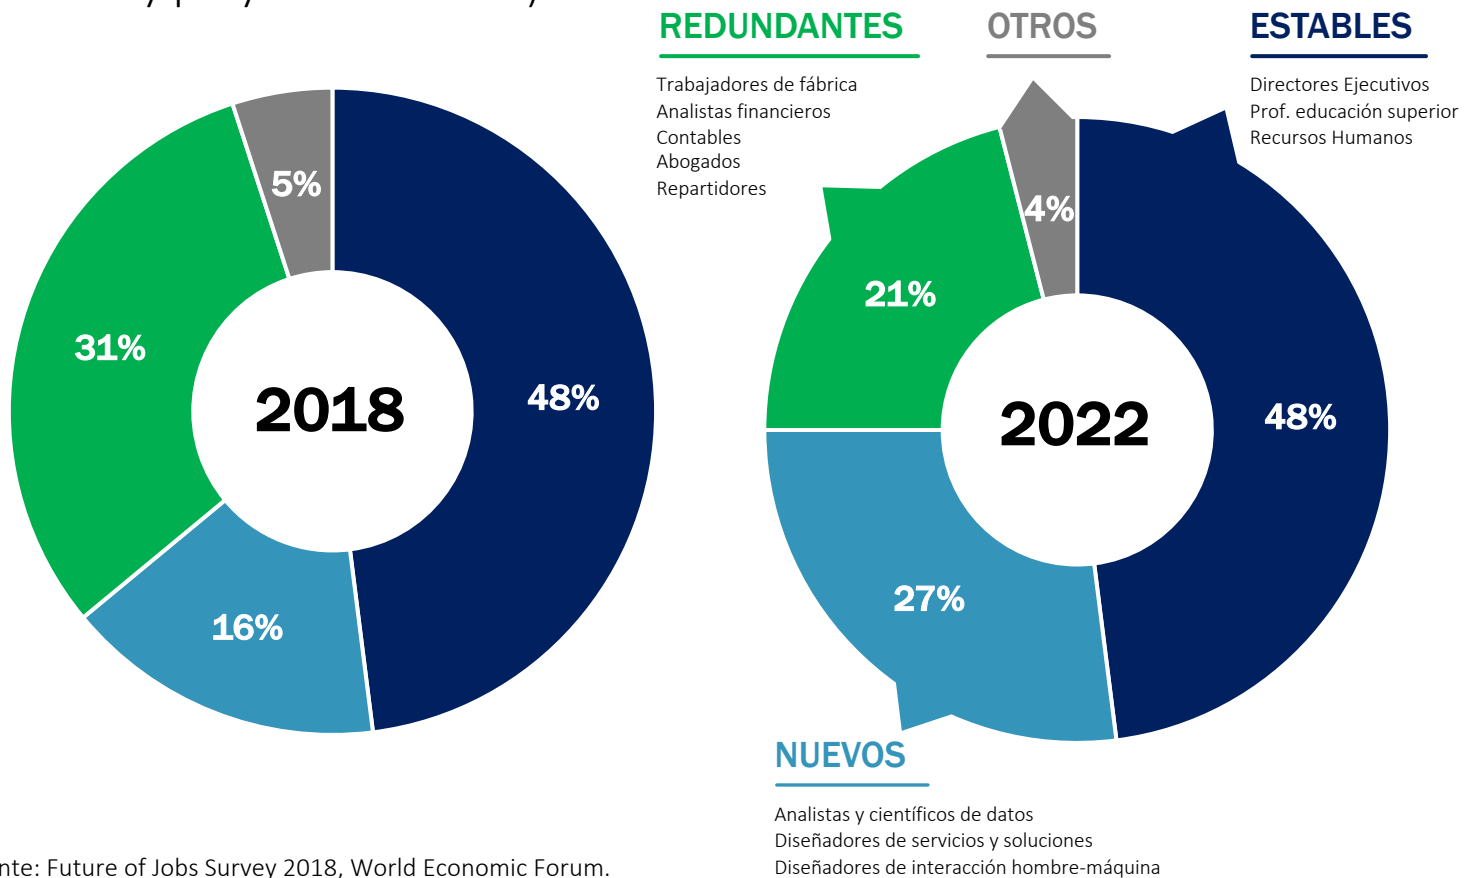 REDUNDANTES
Trabajadores de fábrica
Analistas financieros
Contables
Abogados
Repartidores
OTROS
ESTABLES
Directores Ejecutivos
Prof. educación superior
Recursos Humanos
5%
31%
48%
16%
2018
4%
21%
48%
27%
2022
NUEVOS
Analistas y científicos de datos
Diseñadores de servicios y soluciones
Diseñadores de interacción hombre-máquina
nte: Future of Jobs Survey 2018, World Economic Forum.